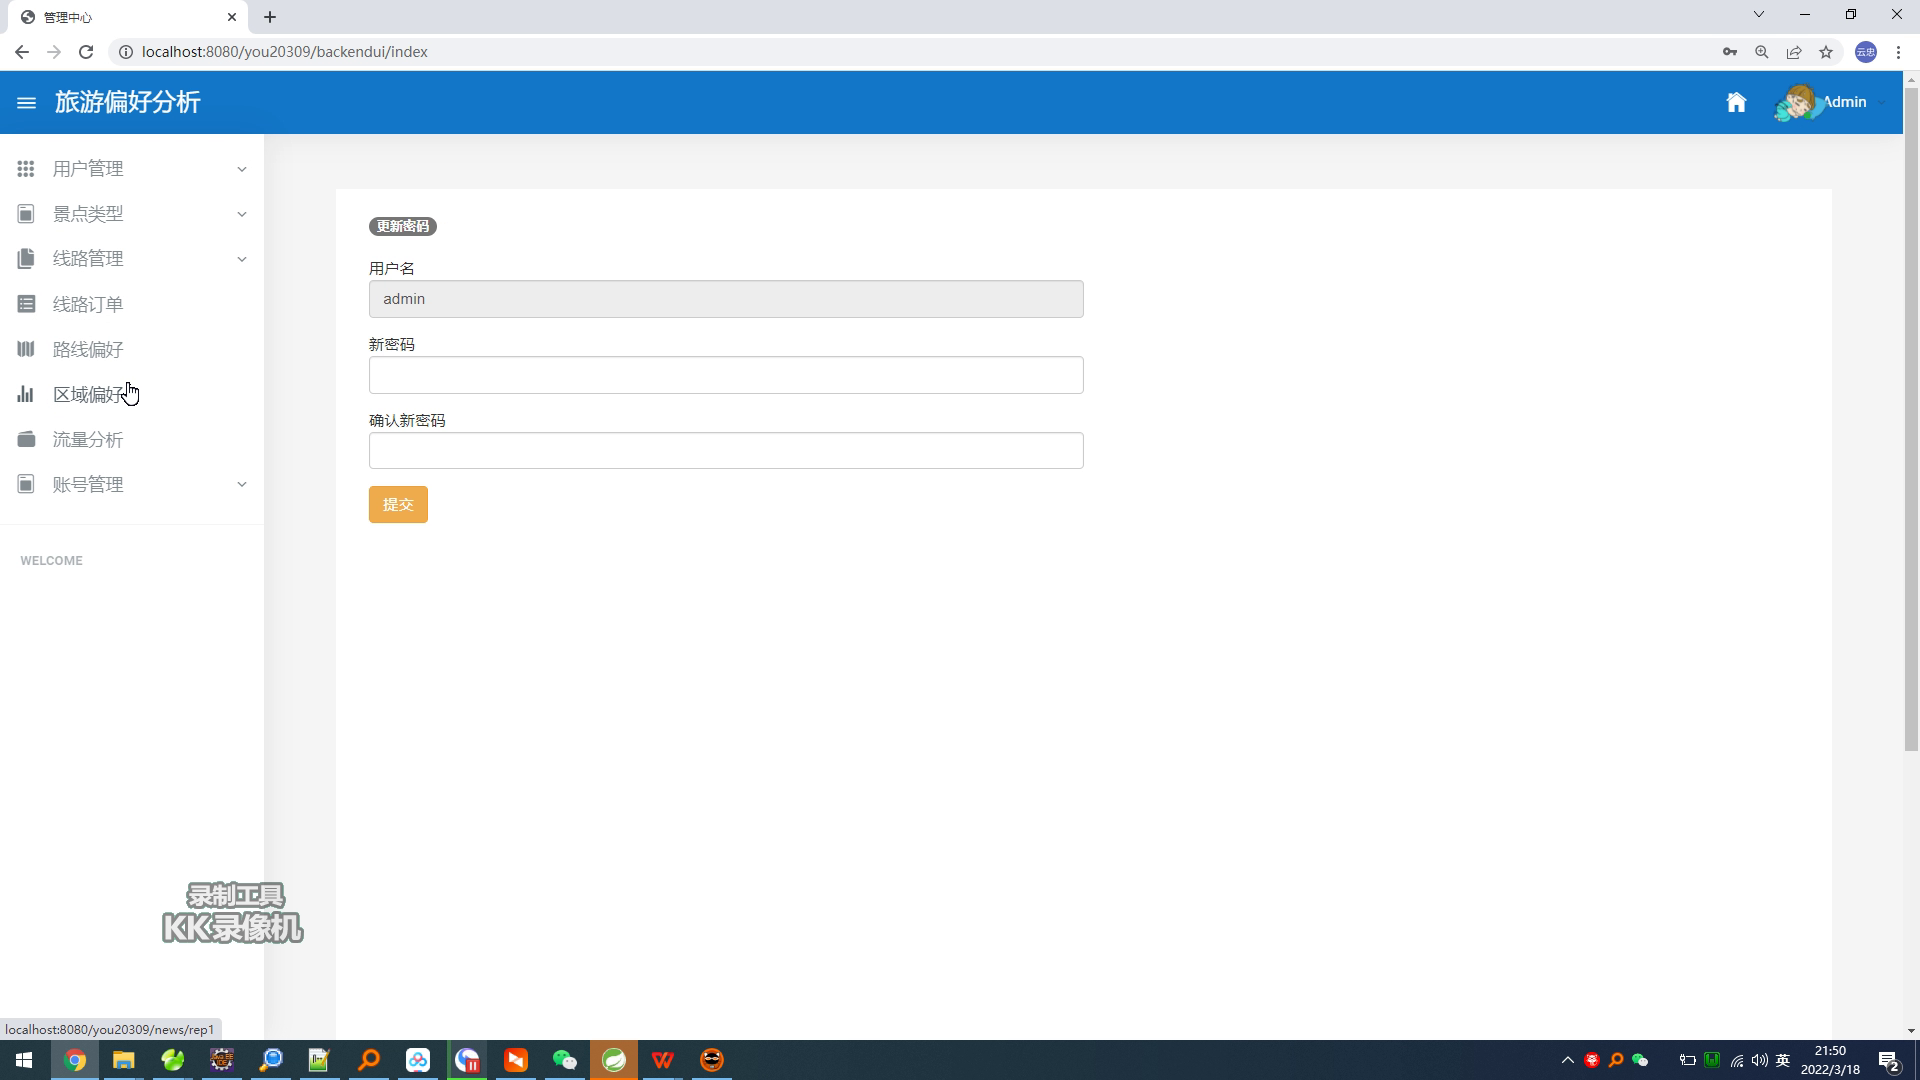 管理中心
localhost:8080/you20309/backendui/index
云忠
旅游偏好分析
Admin
用户管理
景点类型
线路管理
线路订单
路线偏好
区域偏好
流量分析
账号管理
WELCOME
更新密码
用户名
admin
新密码
确认新密码
提交
录制工具
KK录像机
localhost:8080/you20309/news/rep1
英
21:50
2022/3/18
2